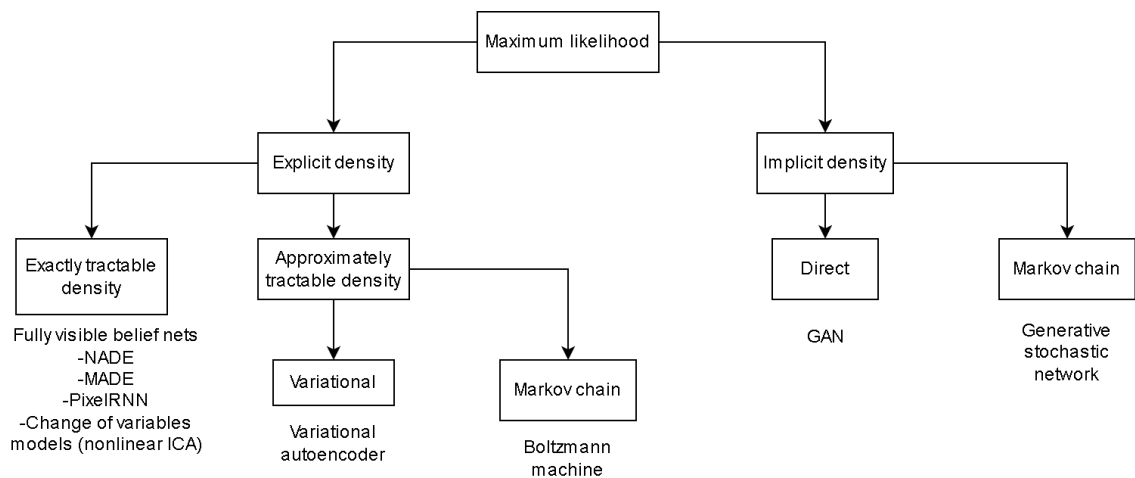 Maximum likelihood
Explicit density
Implicit density
Exactly tractable
density
Approximately
tractable density
Direct
Markov chain
Fully visible belief nets
-NADE
-MADE
-PixelRNN
-Change of variables
models (nonlinear ICA)
Variational
Markov chain
Variational
autoencoder
Boltzmann
machine
GAN
Generative
stochastic
network